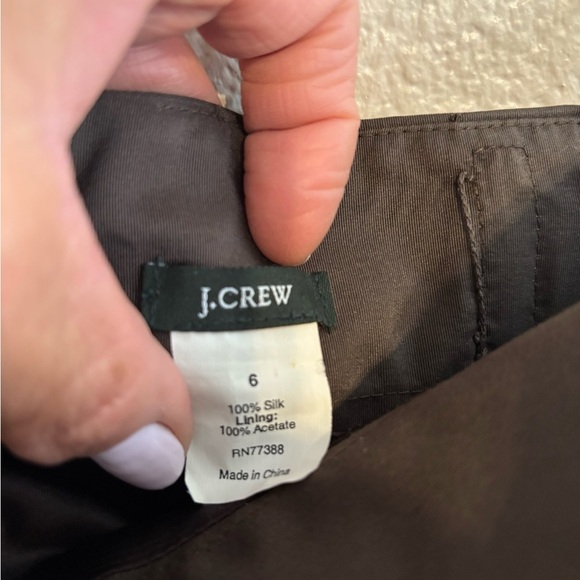 J.CREW
6
100% Silk
Lining:
100% Acetate
RN77388
Made in China